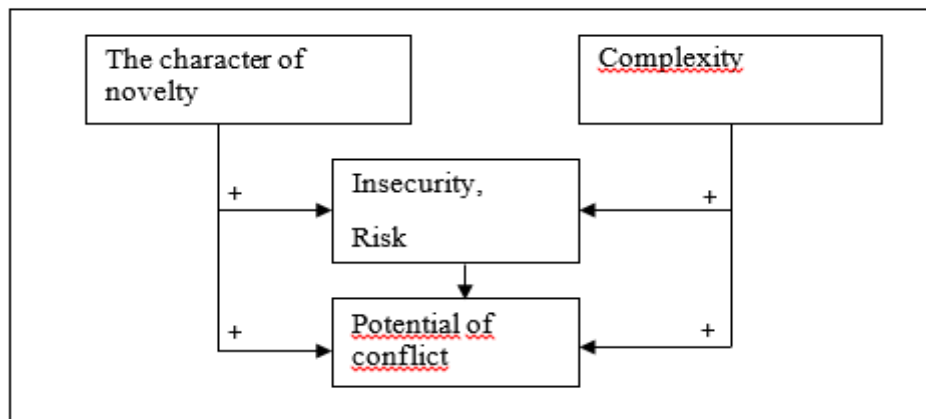 The character of
novelty
Complexity
+
Insecurity,
Risk
+
+
Potential of
conflict
+